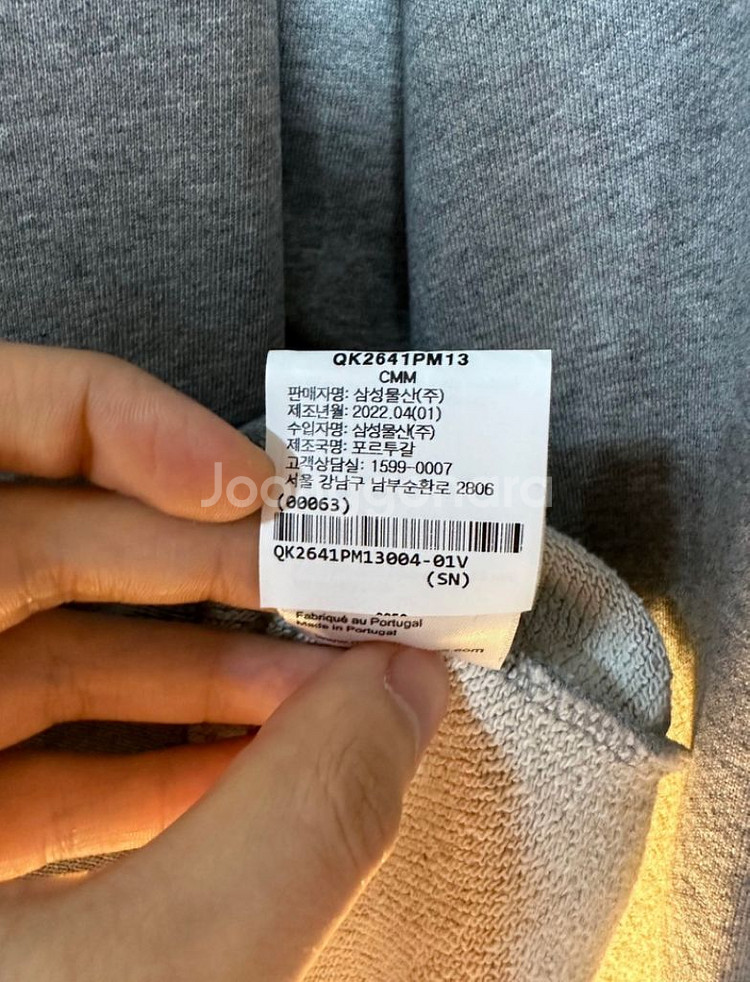 QK2641PM13
CMM
판매자명: 삼성물산(주)
제조년월: 2022.04(01)
수입자명: 삼성물산(주)
제조국명: 포르투갈
고객상담실: 1599-0007
서울 강남구 남부순환로 2806
(00063)
QK2641PM13004-01V
(SN)
Fabriqué au Portugal
Made in Portugal
.com
Joonggonara